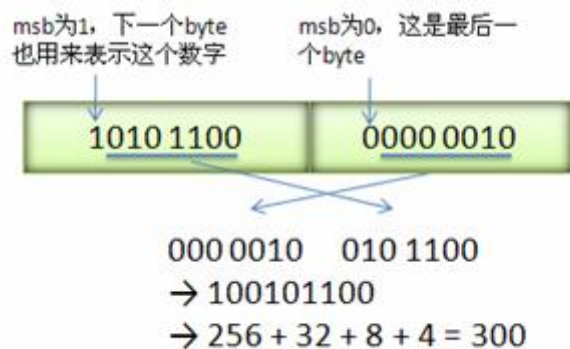 msb为1，下一个byte
也用来表示这个数字
msb为0，这是最后一
个byte
1010 1100
0000 0010
000 0010 010 1100
→ 100101100
→ 256 + 32 + 8 + 4 = 300